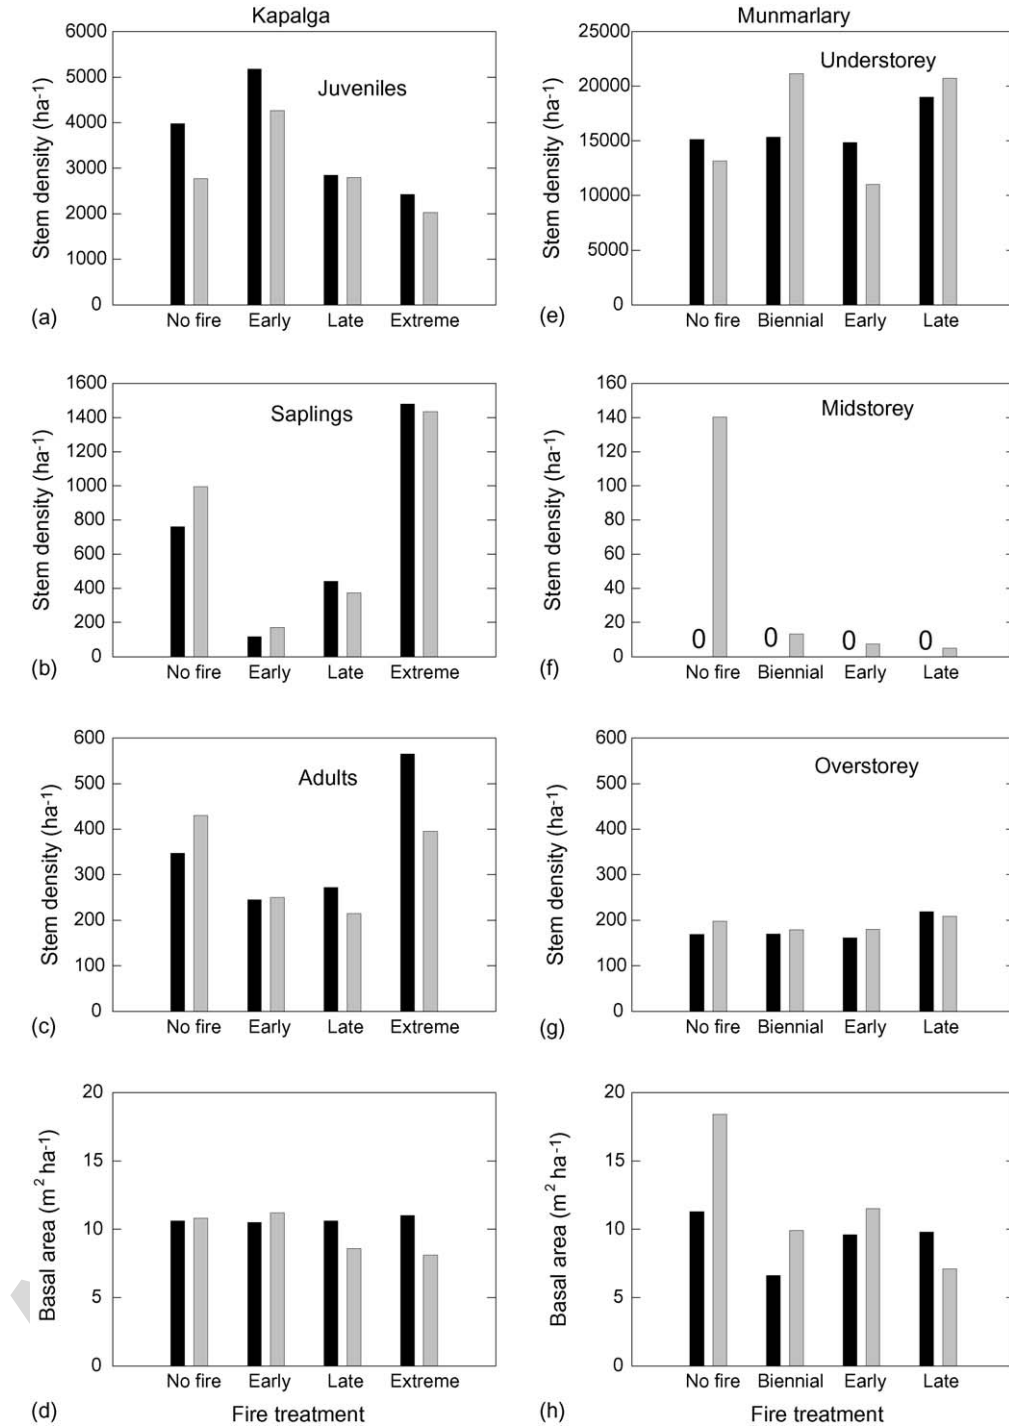 Kapalga
6000
5000
4000
3000
2000
1000
0
Stem density (ha-1)
Juveniles
(a)
No fire Early Late Extreme
Munmarlary
25000
20000
15000
10000
5000
0
Stem density (ha-1)
Understorey
(e)
No fire Biennial Early Late
1600
1400
1200
1000
800
600
400
200
0
Stem density (ha-1)
Saplings
(b)
No fire Early Late Extreme
160
140
120
100
80
60
40
20
0
Stem density (ha-1)
Midstorey
0 0 0 0
(f)
No fire Biennial Early Late
600
500
400
300
200
100
0
Stem density (ha-1)
Adults
(c)
No fire Early Late Extreme
600
500
400
300
200
100
0
Stem density (ha-1)
Overstorey
(g)
No fire Biennial Early Late
20
15
10
5
0
Basal area (m2 ha-1)
No fire Early Late Extreme
(d)
Fire treatment
20
15
10
5
0
Basal area (m2 ha-1)
No fire Biennial Early Late
(h)
Fire treatment